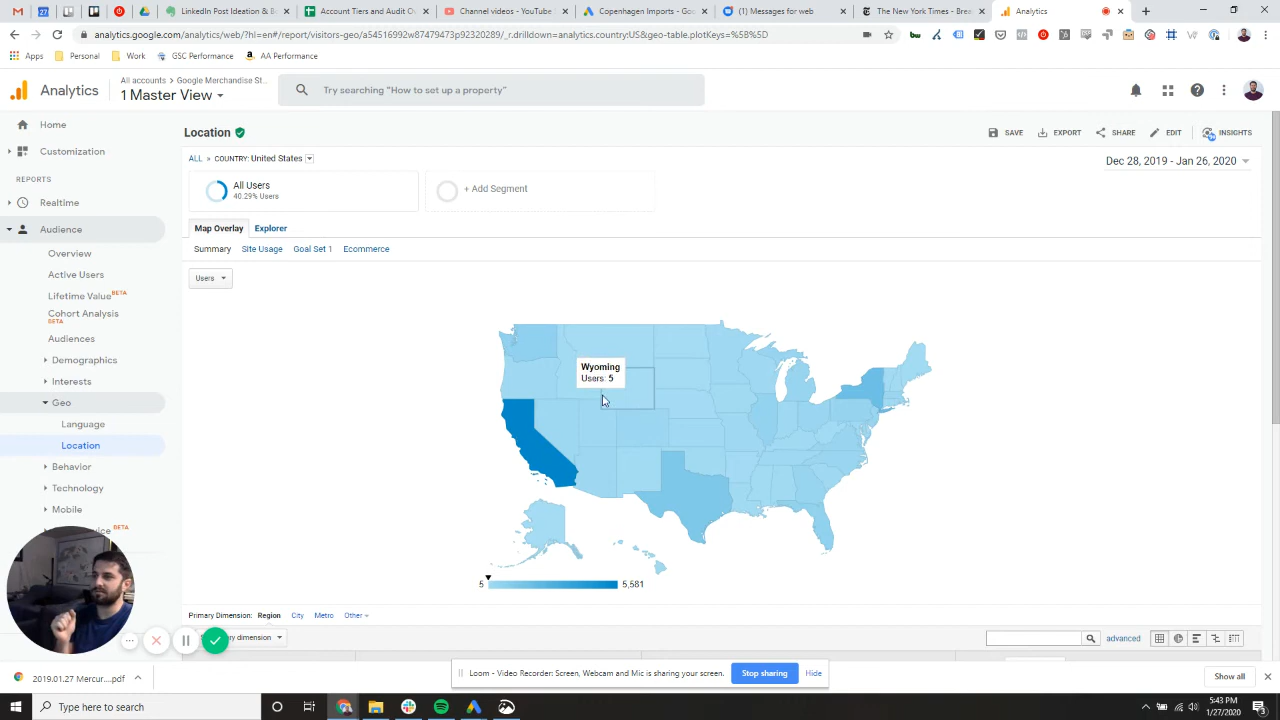 LinkedIn Post Ideation & B
Account Tiers and Audit Ov
Channel videos - YouTube
Copenhagen Imports - Goo
(1) Messages for web
The New York Times - Break
Analytics
analytics.google.com/analytics/web/?hl=en#/report/visitors-geo/a54516992w87479473p92320289/_r.drilldown=analytics.country:US&geo-table.plotKeys=%5B%5D
Apps
Personal
Work
GSC Performance
AA Performance
Analytics
All accounts > Google Merchandise St..
1 Master View
Try searching "How to set up a property"
Home
Customization
REPORTS
Realtime
Audience
Overview
Active Users
Lifetime Value BETA
Cohort Analysis
BETA
Audiences
Demographics
Interests
Geo
Language
Location
Behavior
Technology
Mobile
BETA
Location
SAVE
EXPORT
SHARE
EDIT
INSIGHTS
ALL » COUNTRY: United States
Dec 28, 2019 - Jan 26, 2020
All Users
40.29% Users
+ Add Segment
Map Overlay
Explorer
Summary
Site Usage
Goal Set 1
Ecommerce
Users
Wyoming
Users: 5
5
5,581
Primary Dimension:
Region
City
Metro
Other
dimension
advanced
Loom - Video Recorder: Screen, Webcam and Mic is sharing your screen.
Stop sharing
Hide
2019.01.27 Mercur....pdf
Show all
Type here to search
5:43 PM
1/27/2020